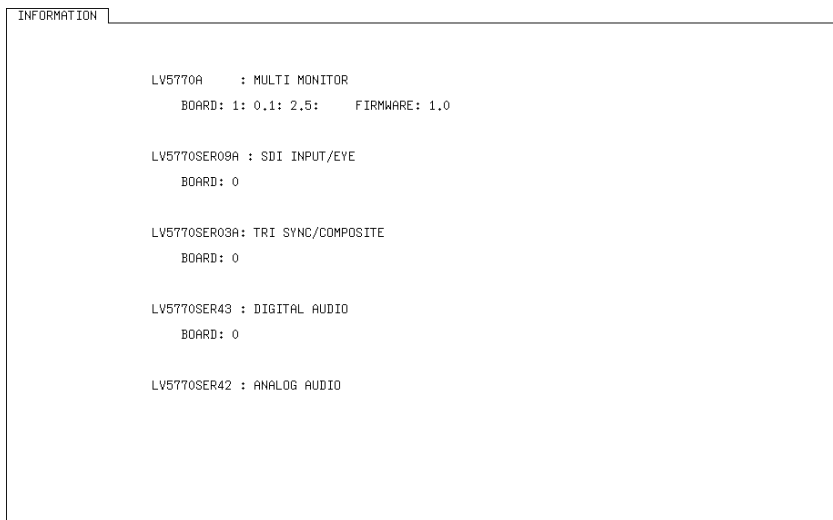 INFORMATION
LV5770A : MULTI MONITOR
BOARD: 1: 0.1: 2.5: FIRMWARE: 1.0
LV5770SER09A : SDI INPUT/EYE
BOARD: 0
LV5770SER03A: TRI SYNC/COMPOSITE
BOARD: 0
LV5770SER43 : DIGITAL AUDIO
BOARD: 0
LV5770SER42 : ANALOG AUDIO